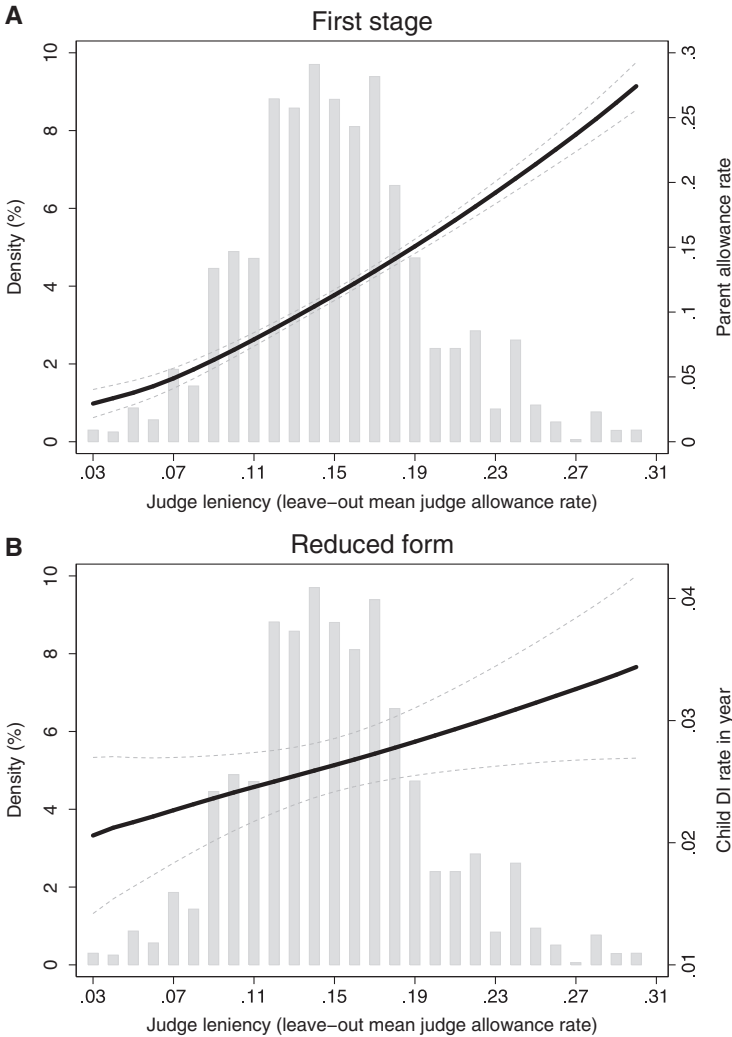 A
First stage
Density (%)
10
8
6
4
2
0
.3
.25
.2
.15
.1
.05
0
Parent allowance rate
.03 .07 .11 .15 .19 .23 .27 .31
Judge leniency (leave–out mean judge allowance rate)
B
Reduced form
Density (%)
10
8
6
4
2
0
.04
.03
.02
.01
Child DI rate in year
.03 .07 .11 .15 .19 .23 .27 .31
Judge leniency (leave–out mean judge allowance rate)